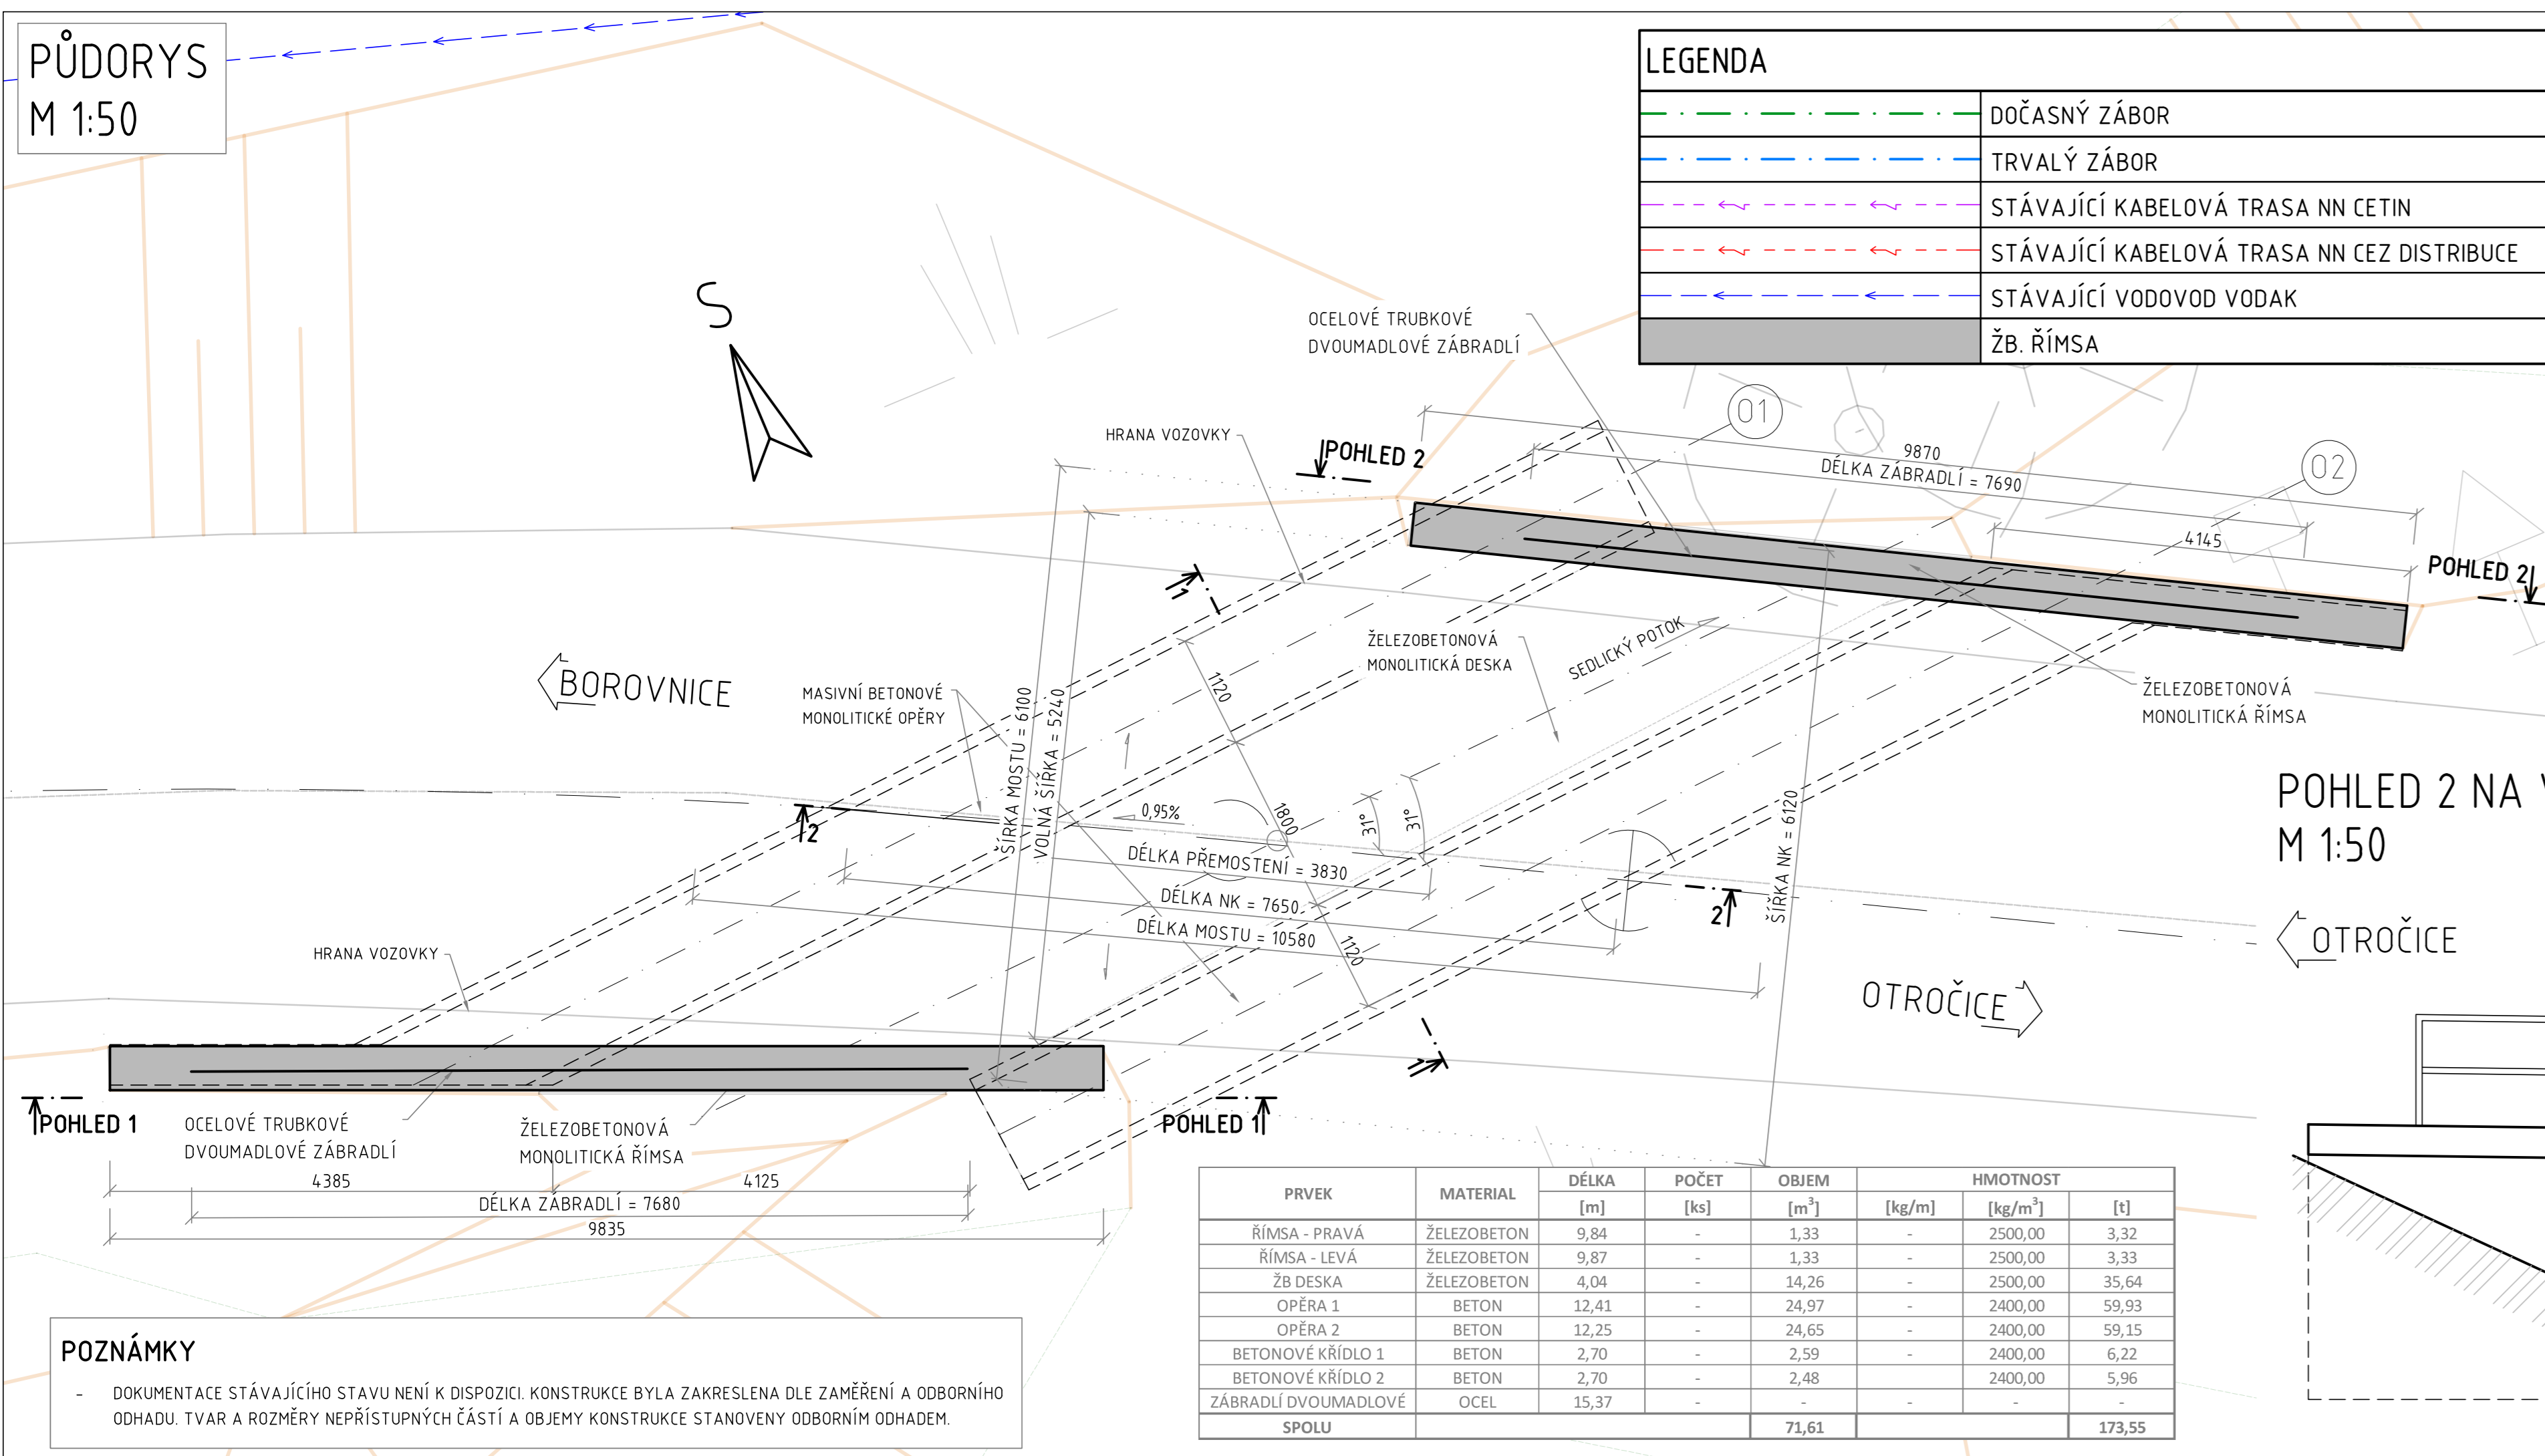 PŮDORYS
M 1:50
LEGENDA
DOČASNÝ ZÁBOR
TRVALÝ ZÁBOR
STÁVAJÍCÍ KABELOVÁ TRASA NN CETIN
STÁVAJÍCÍ KABELOVÁ TRASA NN CEZ DISTRIBUCE
STÁVAJÍCÍ VODOVOD VODAK
ŽB. ŘÍMSA
S
OCELOVÉ TRUBKOVÉ
DVOUMADLOVÉ ZÁBRADLÍ
HRANA VOZOVKY
POHLED 2
01
02
9870
DÉLKA ZÁBRADLÍ = 7690
4145
POHLED 2
1
BOROVNICE
MASIVNÍ BETONOVÉ
MONOLITICKÉ OPĚRY
ŠÍRKA MOSTU = 6100
VOLNÁ ŠÍRKA = 5240
1120
ŽELEZOBETONOVÁ
MONOLITICKÁ DESKA
SEDLICKÝ POTOK
ŽELEZOBETONOVÁ
MONOLITICKÁ ŘÍMSA
2
0,95%
1800
31°
31°
ŠÍŘKA NK = 6120
DÉLKA PŘEMOSTENÍ = 3830
DÉLKA NK = 7650
DÉLKA MOSTU = 10580
1120
2
POHLED 2 NA
M 1:50
OTROČICE
OTROČICE
HRANA VOZOVKY
1
POHLED 1
POHLED 1
OCELOVÉ TRUBKOVÉ
DVOUMADLOVÉ ZÁBRADLÍ
ŽELEZOBETONOVÁ
MONOLITICKÁ ŘÍMSA
4385
4125
DÉLKA ZÁBRADLÍ = 7680
9835
PRVEK MATERIAL DÉLKA POČET OBJEM HMOTNOST
[m] [ks] [m³] [kg/m] [kg/m³] [t]
ŘÍMSA - PRAVÁ ŽELEZOBETON 9,84 - 1,33 - 2500,00 3,32
ŘÍMSA - LEVÁ ŽELEZOBETON 9,87 - 1,33 - 2500,00 3,33
ŽB DESKA ŽELEZOBETON 4,04 - 14,26 - 2500,00 35,64
OPĚRA 1 BETON 12,41 - 24,97 - 2400,00 59,93
OPĚRA 2 BETON 12,25 - 24,65 - 2400,00 59,15
BETONOVÉ KŘÍDLO 1 BETON 2,70 - 2,59 - 2400,00 6,22
BETONOVÉ KŘÍDLO 2 BETON 2,70 - 2,48 2400,00 5,96
ZÁBRADLÍ DVOUMADLOVÉ OCEL 15,37 - - - - -
SPOLU 71,61 173,55
POZNÁMKY
- DOKUMENTACE STÁVAJÍCÍHO STAVU NENÍ K DISPOZICI. KONSTRUKCE BYLA ZAKRESLENA DLE ZAMĚŘENÍ A ODBORNÍHO
ODHADU. TVAR A ROZMĚRY NEPŘÍSTUPNÝCH ČÁSTÍ A OBJEMY KONSTRUKCE STANOVENY ODBORNÍM ODHADEM.